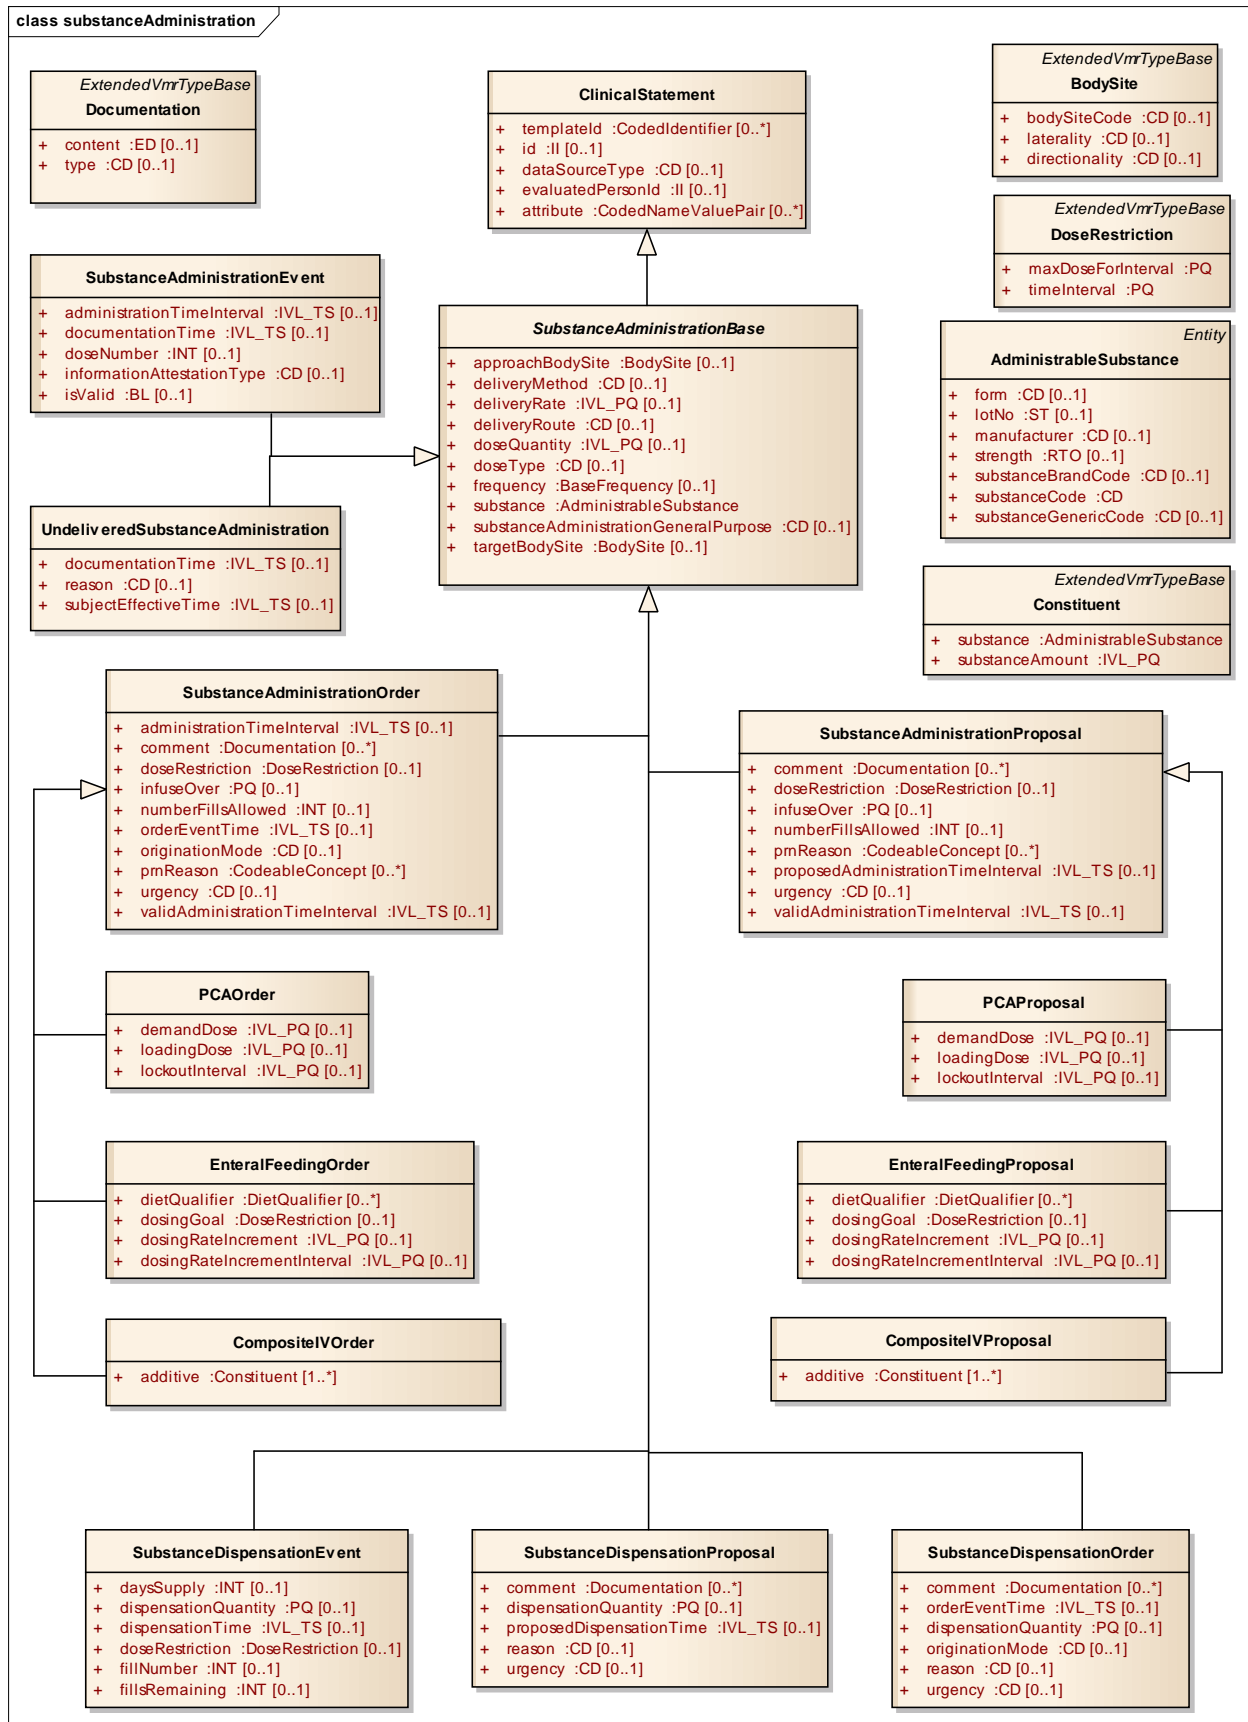 class substanceAdministration
ExtendedVmrTypeBase
Documentation
+ content :ED [0..1]
+ type :CD [0..1]
ClinicalStatement
+ templateId :CodedIdentifier [0..*]
+ id :II [0..1]
+ dataSourceType :CD [0..1]
+ evaluatedPersonId :II [0..1]
+ attribute :CodedNameValuePair [0..*]
ExtendedVmrTypeBase
BodySite
+ bodySiteCode :CD [0..1]
+ laterality :CD [0..1]
+ directionality :CD [0..1]
ExtendedVmrTypeBase
DoseRestriction
+ maxDoseForInterval :PQ
+ timeInterval :PQ
SubstanceAdministrationEvent
+ administrationTimeInterval :IVL_TS [0..1]
+ documentationTime :IVL_TS [0..1]
+ doseNumber :INT [0..1]
+ informationAttestationType :CD [0..1]
+ isValid :BL [0..1]
SubstanceAdministrationBase
+ approachBodySite :BodySite [0..1]
+ deliveryMethod :CD [0..1]
+ deliveryRate :IVL_PQ [0..1]
+ deliveryRoute :CD [0..1]
+ doseQuantity :IVL_PQ [0..1]
+ doseType :CD [0..1]
+ frequency :BaseFrequency [0..1]
+ substance :AdministrableSubstance
+ substanceAdministrationGeneralPurpose :CD [0..1]
+ targetBodySite :BodySite [0..1]
Entity
AdministrableSubstance
+ form :CD [0..1]
+ lotNo :ST [0..1]
+ manufacturer :CD [0..1]
+ strength :RTO [0..1]
+ substanceBrandCode :CD [0..1]
+ substanceCode :CD
+ substanceGenericCode :CD [0..1]
UndeliveredSubstanceAdministration
+ documentationTime :IVL_TS [0..1]
+ reason :CD [0..1]
+ subjectEffectiveTime :IVL_TS [0..1]
ExtendedVmrTypeBase
Constituent
+ substance :AdministrableSubstance
+ substanceAmount :IVL_PQ
SubstanceAdministrationOrder
+ administrationTimeInterval :IVL_TS [0..1]
+ comment :Documentation [0..*]
+ doseRestriction :DoseRestriction [0..1]
+ infuseOver :PQ [0..1]
+ numberFillsAllowed :INT [0..1]
+ orderEventTime :IVL_TS [0..1]
+ originationMode :CD [0..1]
+ prnReason :CodeableConcept [0..*]
+ urgency :CD [0..1]
+ validAdministrationTimeInterval :IVL_TS [0..1]
SubstanceAdministrationProposal
+ comment :Documentation [0..*]
+ doseRestriction :DoseRestriction [0..1]
+ infuseOver :PQ [0..1]
+ numberFillsAllowed :INT [0..1]
+ prnReason :CodeableConcept [0..*]
+ proposedAdministrationTimeInterval :IVL_TS [0..1]
+ urgency :CD [0..1]
+ validAdministrationTimeInterval :IVL_TS [0..1]
PCAOrder
+ demandDose :IVL_PQ [0..1]
+ loadingDose :IVL_PQ [0..1]
+ lockoutInterval :IVL_PQ [0..1]
PCAProposal
+ demandDose :IVL_PQ [0..1]
+ loadingDose :IVL_PQ [0..1]
+ lockoutInterval :IVL_PQ [0..1]
EnteralFeedingOrder
+ dietQualifier :DietQualifier [0..*]
+ dosingGoal :DoseRestriction [0..1]
+ dosingRateIncrement :IVL_PQ [0..1]
+ dosingRateIncrementInterval :IVL_PQ [0..1]
EnteralFeedingProposal
+ dietQualifier :DietQualifier [0..*]
+ dosingGoal :DoseRestriction [0..1]
+ dosingRateIncrement :IVL_PQ [0..1]
+ dosingRateIncrementInterval :IVL_PQ [0..1]
CompositeIVOrder
+ additive :Constituent [1..*]
CompositeIVProposal
+ additive :Constituent [1..*]
SubstanceDispensationEvent
+ daysSupply :INT [0..1]
+ dispensationQuantity :PQ [0..1]
+ dispensationTime :IVL_TS [0..1]
+ doseRestriction :DoseRestriction [0..1]
+ fillNumber :INT [0..1]
+ fillsRemaining :INT [0..1]
SubstanceDispensationProposal
+ comment :Documentation [0..*]
+ dispensationQuantity :PQ [0..1]
+ proposedDispensationTime :IVL_TS [0..1]
+ reason :CD [0..1]
+ urgency :CD [0..1]
SubstanceDispensationOrder
+ comment :Documentation [0..*]
+ orderEventTime :IVL_TS [0..1]
+ dispensationQuantity :PQ [0..1]
+ originationMode :CD [0..1]
+ reason :CD [0..1]
+ urgency :CD [0..1]